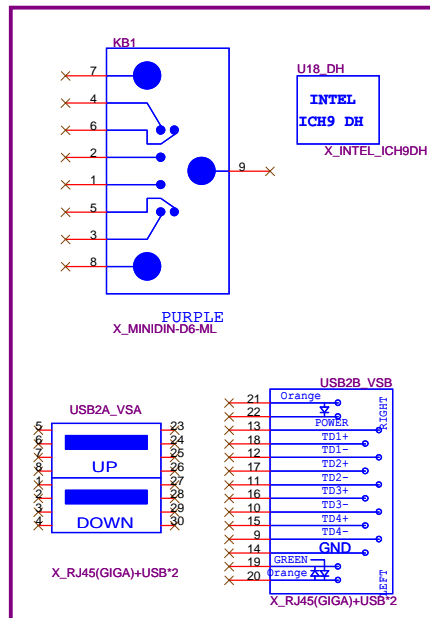 KB1
7
4
6
2
1
5
3
8
9
PURPLE
X_MINIDIN-D6-ML
U18_DH
INTEL
ICH9 DH
X_INTEL_ICH9DH
USB2A_VSA
5
6
7
8
1
2
3
4
23
24
25
26
27
28
29
30
UP
DOWN
X_RJ45(GIGA)+USB*2
USB2B_VSB
21 Orange
22
13 POWER
18 TD1+
12 TD1-
17 TD2+
11 TD2-
16 TD3+
10 TD3-
15 TD4+
9 TD4-
14 GND
19 GREEN
20 Orange
RIGHT
LEFT
X_RJ45(GIGA)+USB*2